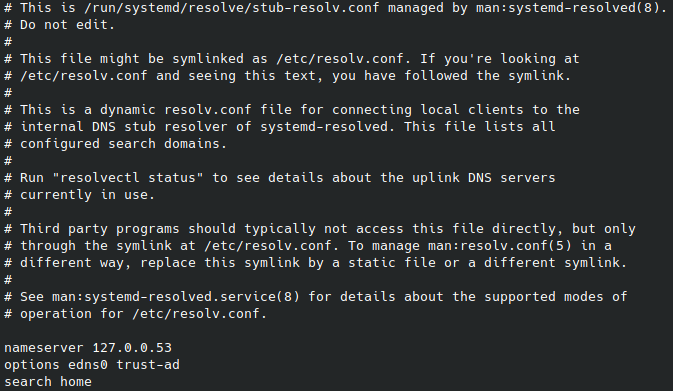 # This is /run/systemd/resolve/stub-resolv.conf managed by man:systemd-resolved(8).
# Do not edit.
#
# This file might be symlinked as /etc/resolv.conf. If you're looking at
# /etc/resolv.conf and seeing this text, you have followed the symlink.
#
# This is a dynamic resolv.conf file for connecting local clients to the
# internal DNS stub resolver of systemd-resolved. This file lists all
# configured search domains.
#
# Run "resolvectl status" to see details about the uplink DNS servers
# currently in use.
#
# Third party programs should typically not access this file directly, but only
# through the symlink at /etc/resolv.conf. To manage man:resolv.conf(5) in a
# different way, replace this symlink by a static file or a different symlink.
#
# See man:systemd-resolved.service(8) for details about the supported modes of
# operation for /etc/resolv.conf.

nameserver 127.0.0.53
options edns0 trust-ad
search home